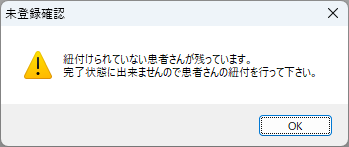 未登録確認
紐付けられていない患者さんが残っています。
完了状態に出来ませんので患者さんの紐付を行って下さい。
OK